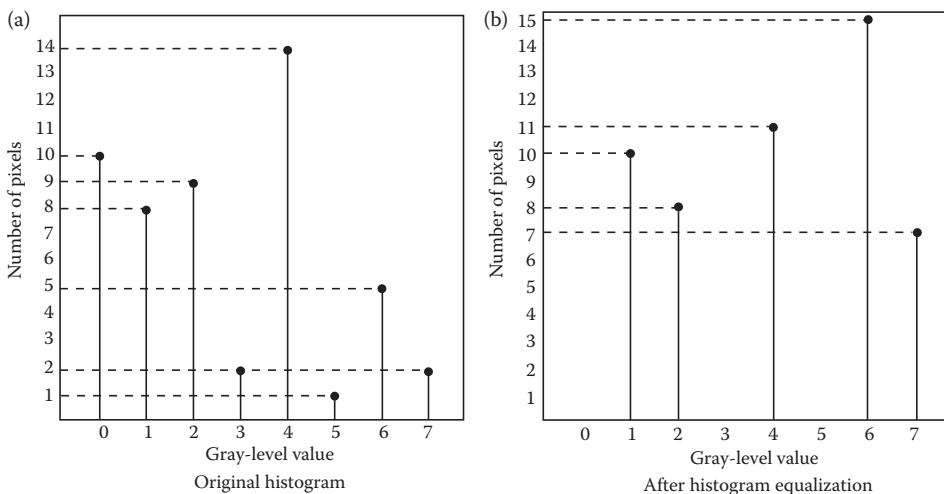 (a)
14
13
12
11
10
9
8
7
6
5
4
3
2
1
Number of pixels
0 1 2 3 4 5 6 7
Gray-level value
Original histogram
(b)
15
14
13
12
11
10
9
8
7
6
5
4
3
2
1
Number of pixels
0 1 2 3 4 5 6 7
Gray-level value
After histogram equalization